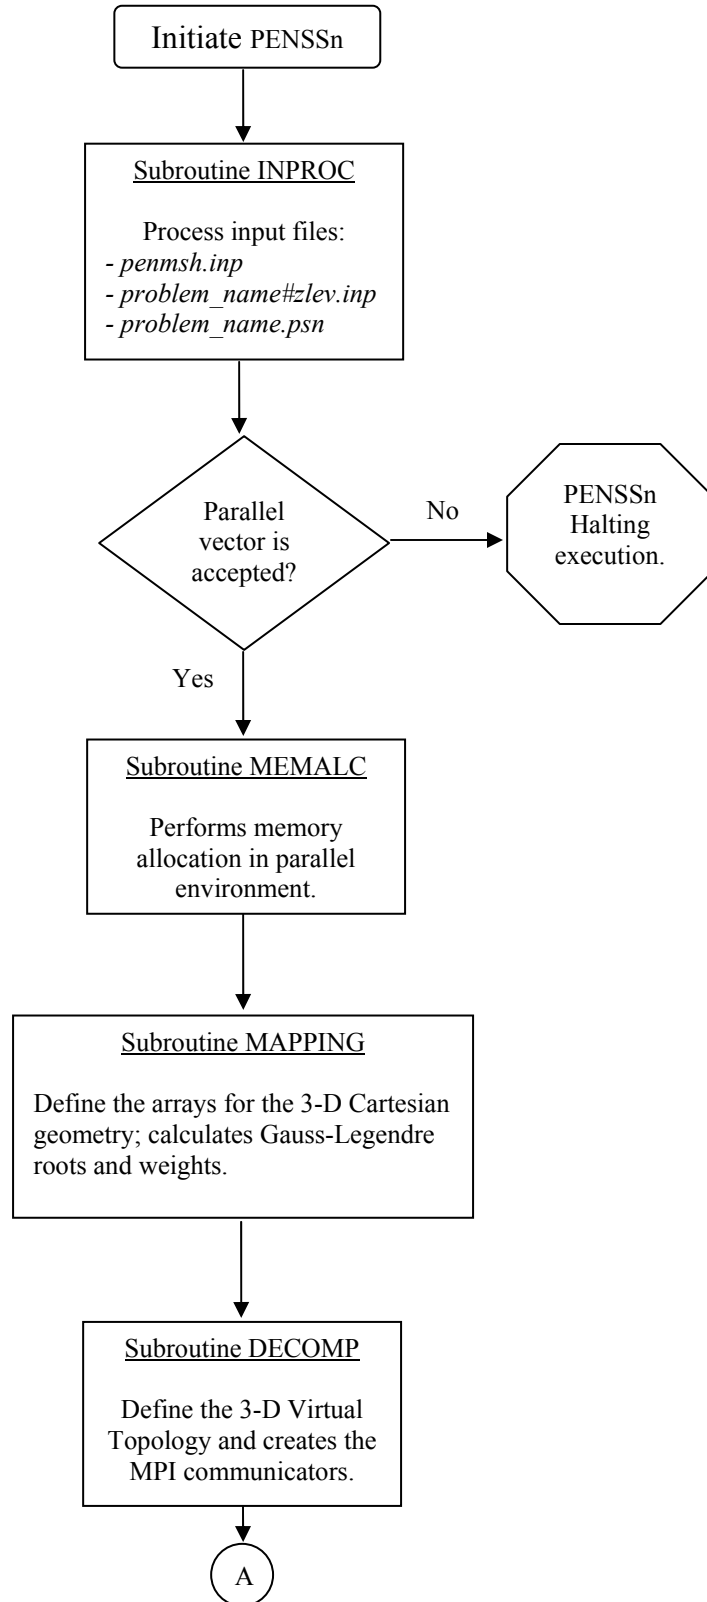 Initiate PENSSn
Subroutine INPROC
Process input files:
- penmsh.inp
- problem_name#zlev.inp
- problem_name.psn
Parallel
vector is
accepted?
No
PENSSn
Halting
execution.
Yes
Subroutine MEMALC
Performs memory
allocation in parallel
environment.
Subroutine MAPPING
Define the arrays for the 3-D Cartesian
geometry; calculates Gauss-Legendre
roots and weights.
Subroutine DECOMP
Define the 3-D Virtual
Topology and creates the
MPI communicators.
A